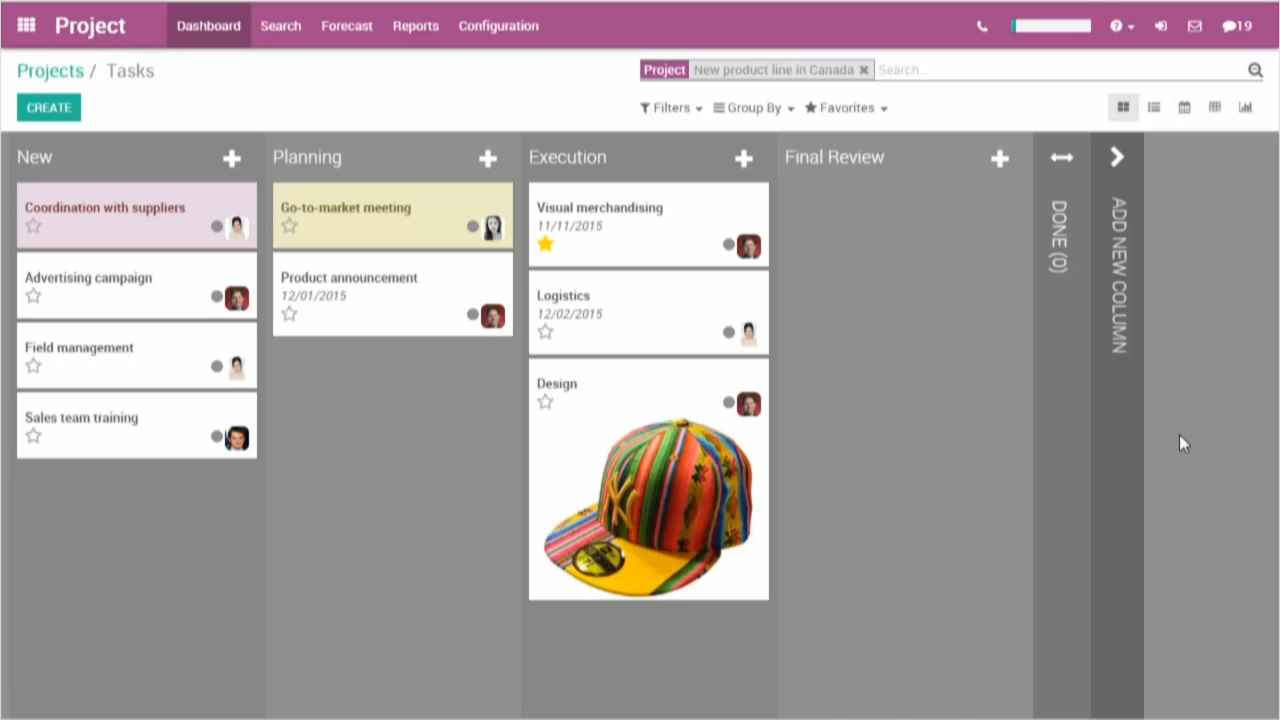 Project Dashboard Search Forecast Reports Configuration 19
Projects / Tasks
Project New product line in Canada Search...
CREATE
Filters Group By Favorites
New
Coordination with suppliers
Advertising campaign
Field management
Sales team training
Planning
Go-to-market meeting
Product announcement
12/01/2015
Execution
Visual merchandising
11/11/2015
Logistics
12/02/2015
Design
Final Review
DONE (0)
ADD NEW COLUMN